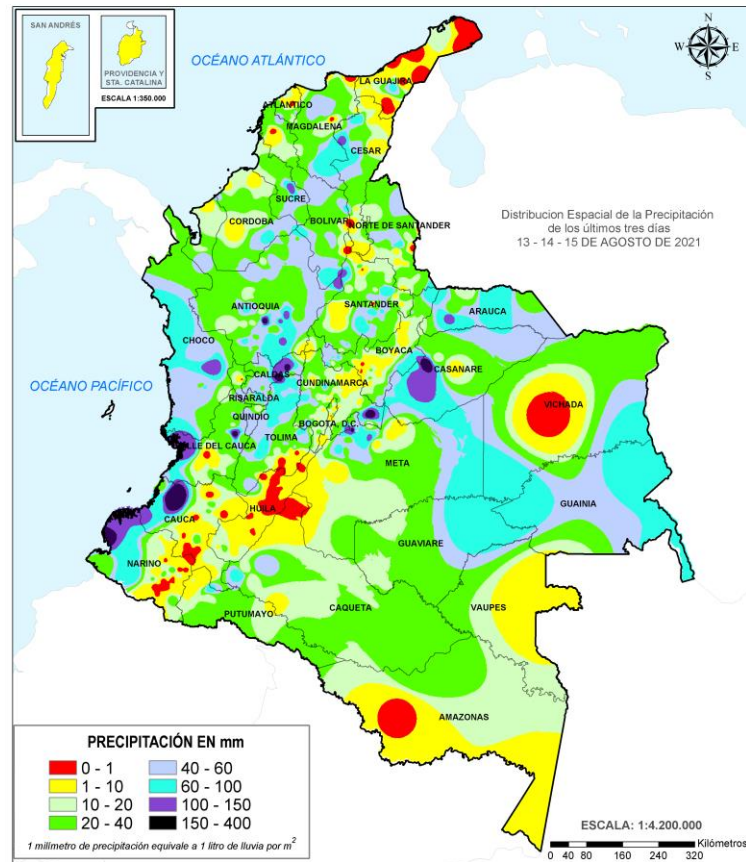 SAN ANDRÉS
PROVIDENCIA Y
STA. CATALINA
ESCALA 1:350.000
OCÉANO ATLÁNTICO
N
W
E
S
LA GUAJIRA
ATLÁNTICO
MAGDALENA
CESAR
SUCRE
CORDOBA
BOLIVAR
NORTE DE SANTANDER
Distribucion Espacial de la Precipitación
de los últimos tres días
13 - 14 - 15 DE AGOSTO DE 2021
ANTIOQUIA
SANTANDER
ARAUCA
CHOCO
BOYACA
CASANARE
OCÉANO PACÍFICO
CALDAS
CUNDINAMARCA
VICHADA
RISARALDA
QUINDIO
BOGOTA, D.C.
TOLIMA
VALLE DEL CAUCA
META
GUAINIA
CAUCA
HUILA
GUAVIARE
NARINO
PUTUMAYO
CAQUETA
VAUPES
AMAZONAS
PRECIPITACIÓN EN mm
0 - 1
40 - 60
1 - 10
60 - 100
10 - 20
100 - 150
20 - 40
150 - 400
1 milímetro de precipitación equivale a 1 litro de lluvia por m²
ESCALA: 1:4.200.000
Kilómetros
0 40 80 160 240 320